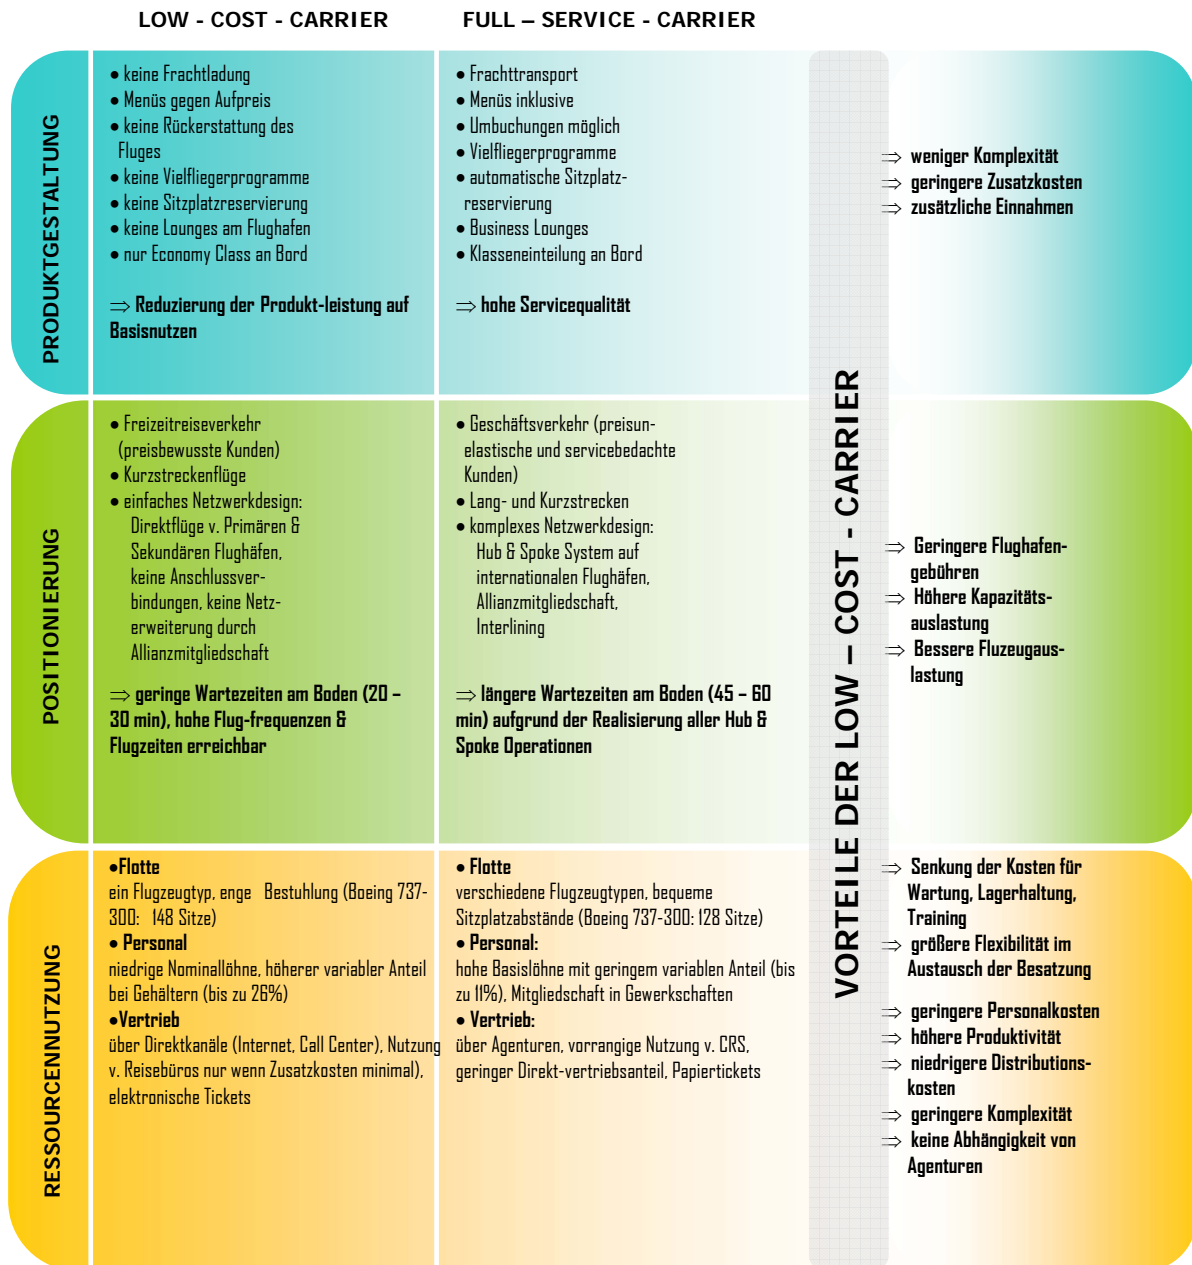 LOW - COST - CARRIER
FULL – SERVICE - CARRIER
PRODUKTGESTALTUNG
• keine Frachtladung
• Menüs gegen Aufpreis
• keine Rückerstattung des
Fluges
• keine Vielfliegerprogramme
• keine Sitzplatzreservierung
• keine Lounges am Flughafen
• nur Economy Class an Bord
⇒ Reduzierung der Produkt-leistung auf
Basisnutzen
• Frachttransport
• Menüs inklusive
• Umbuchungen möglich
• Vielfliegerprogramme
• automatische Sitzplatz-
reservierung
• Business Lounges
• Klasseneinteilung an Bord
⇒ hohe Servicequalität
⇒ weniger Komplexität
⇒ geringere Zusatzkosten
⇒ zusätzliche Einnahmen
POSITIONIERUNG
• Freizeitreiseverkehr
(preisbewusste Kunden)
• Kurzstreckenflüge
• einfaches Netzwerkdesign:
Direktflüge v. Primären &
Sekundären Flughäfen,
keine Anschlussver-
bindungen, keine Netz-
erweiterung durch
Allianzmitgliedschaft
⇒ geringe Wartezeiten am Boden (20 –
30 min), hohe Flug-frequenzen &
Flugzeiten erreichbar
• Geschäftsverkehr (preisun-
elastische und servicebedachte
Kunden)
• Lang- und Kurzstrecken
• komplexes Netzwerkdesign:
Hub & Spoke System auf
internationalen Flughäfen,
Allianzmitgliedschaft,
Interlining
⇒ längere Wartezeiten am Boden (45 – 60
min) aufgrund der Realisierung aller Hub &
Spoke Operationen
VORTEILE DER LOW – COST - CARRIER
⇒ Geringere Flughafen-
gebühren
⇒ Höhere Kapazitäts-
auslastung
⇒ Bessere Fluzeugaus-
lastung
RESSOURCENNUTZUNG
•Flotte
ein Flugzeugtyp, enge Bestuhlung (Boeing 737-
300: 148 Sitze)
• Personal
niedrige Nominallöhne, höherer variabler Anteil
bei Gehältern (bis zu 26%)
•Vertrieb
über Direktkanäle (Internet, Call Center), Nutzung
v. Reisebüros nur wenn Zusatzkosten minimal),
elektronische Tickets
• Flotte
verschiedene Flugzeugtypen, bequeme
Sitzplatzabstände (Boeing 737-300: 128 Sitze)
• Personal:
hohe Basislöhne mit geringem variablen Anteil (bis
zu 11%), Mitgliedschaft in Gewerkschaften
• Vertrieb:
über Agenturen, vorrangige Nutzung v. CRS,
geringer Direkt-vertriebsanteil, Papiertickets
⇒ Senkung der Kosten für
Wartung, Lagerhaltung,
Training
⇒ größere Flexibilität im
Austausch der Besatzung
⇒ geringere Personalkosten
⇒ höhere Produktivität
⇒ niedrigere Distributions-
kosten
⇒ geringere Komplexität
⇒ keine Abhängigkeit von
Agenturen